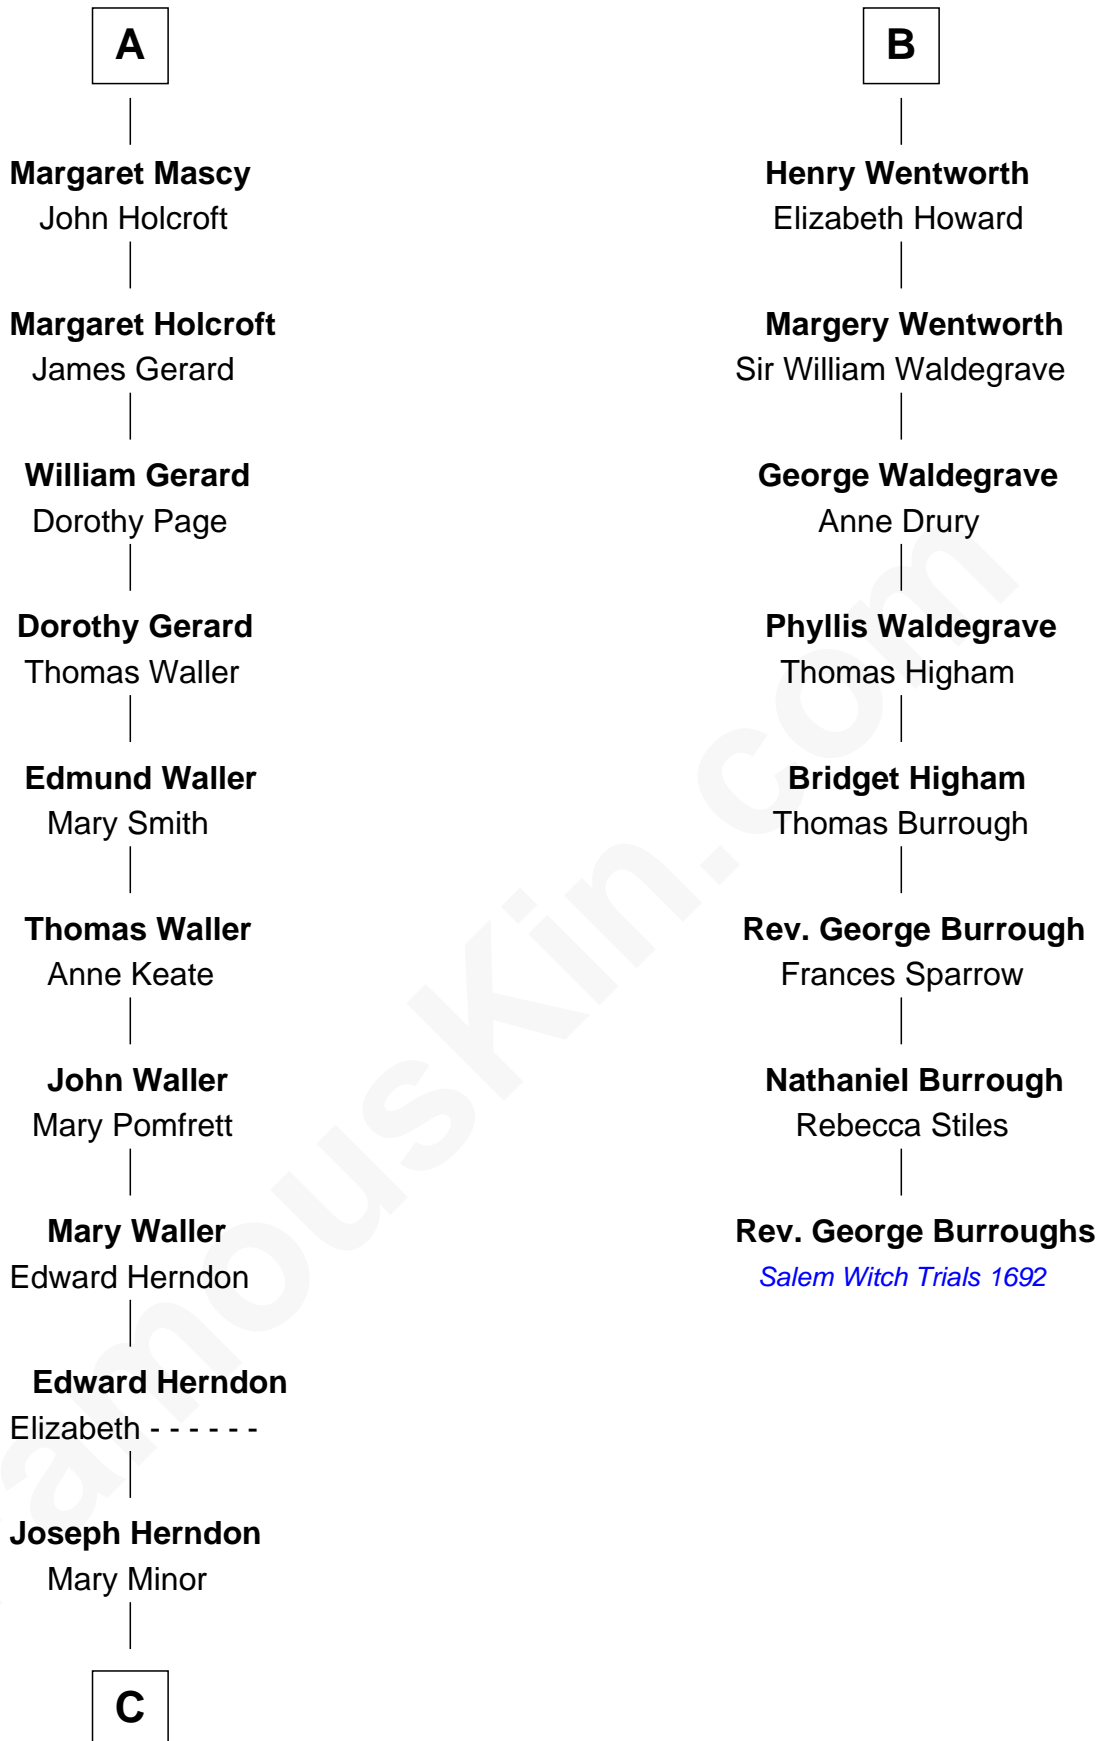 A
Margaret Mascy
John Holcroft
Margaret Holcroft
James Gerard
William Gerard
Dorothy Page
Dorothy Gerard
Thomas Waller
Edmund Waller
Mary Smith
Thomas Waller
Anne Keate
John Waller
Mary Pomfrett
Mary Waller
Edward Herndon
Edward Herndon
Elizabeth - - - - - -
Joseph Herndon
Mary Minor
C
B
Henry Wentworth
Elizabeth Howard
Margery Wentworth
Sir William Waldegrave
George Waldegrave
Anne Drury
Phyllis Waldegrave
Thomas Higham
Bridget Higham
Thomas Burrough
Rev. George Burrough
Frances Sparrow
Nathaniel Burrough
Rebecca Stiles
Rev. George Burroughs
Salem Witch Trials 1692
famouskin.com